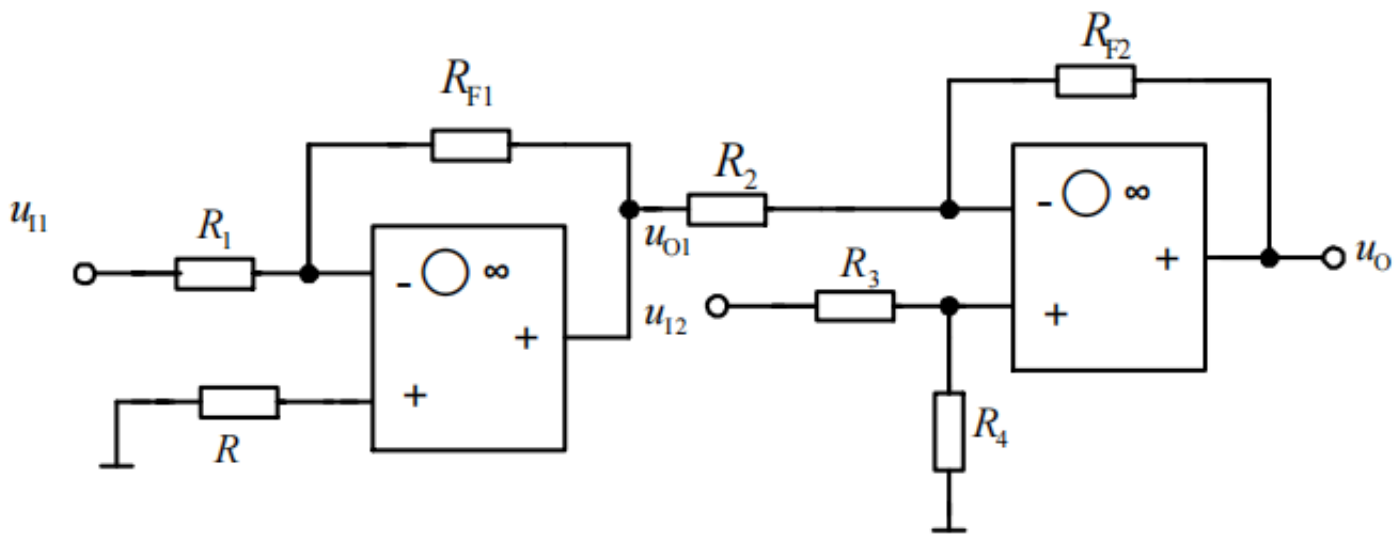 R_F2
R_F1
R_2
u_I1
R_1
- ∞
u_O1
- ∞
R_3
+
u_O
u_I2
+
+
+
R
R_4